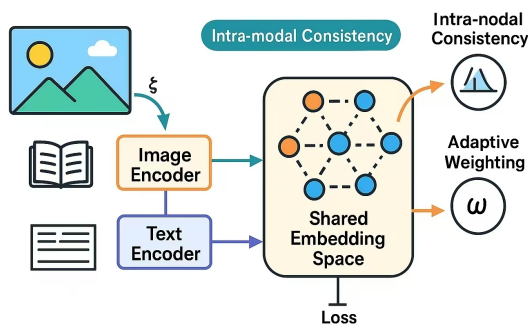 Intra-modal Consistency
Intra-nodal
Consistency
ξ
Image
Encoder
Adaptive
Weighting
ω
Text
Encoder
Shared
Embedding
Space
Loss